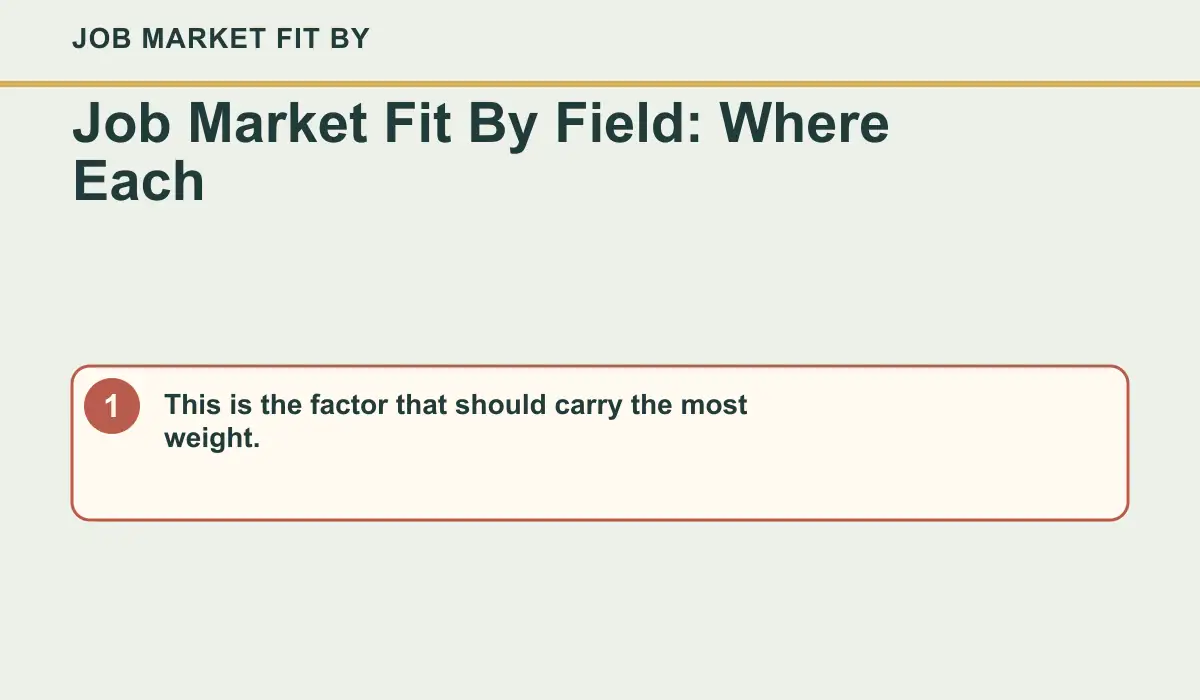 JOB MARKET FIT BY
Job Market Fit By Field: Where
Each
1
This is the factor that should carry the most
weight.